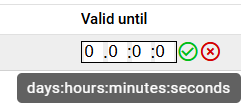 Valid until
0 .0 :0 :0
days:hours:minutes:seconds